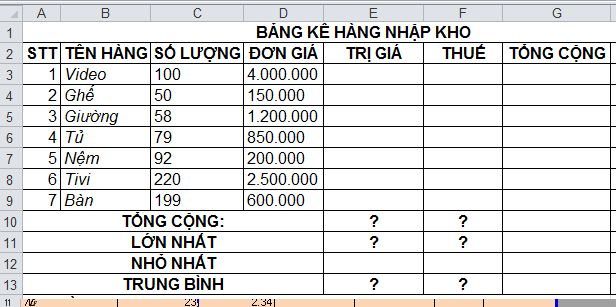 A B C D E F G
1 BẢNG KÊ HÀNG NHẬP KHO
2 STT TÊN HÀNG SỐ LƯỢNG ĐƠN GIÁ TRỊ GIÁ THUẾ TỔNG CỘNG
3 1 Video 100 4.000.000
4 2 Ghế 50 150.000
5 3 Giường 58 1.200.000
6 4 Tủ 79 850.000
7 5 Nệm 92 200.000
8 6 Tivi 220 2.500.000
9 7 Bàn 199 600.000
10 TỔNG CỘNG: ? ?
11 LỚN NHẤT ? ?
12 NHỎ NHẤT
13 TRUNG BÌNH ? ?
11 23 2.34